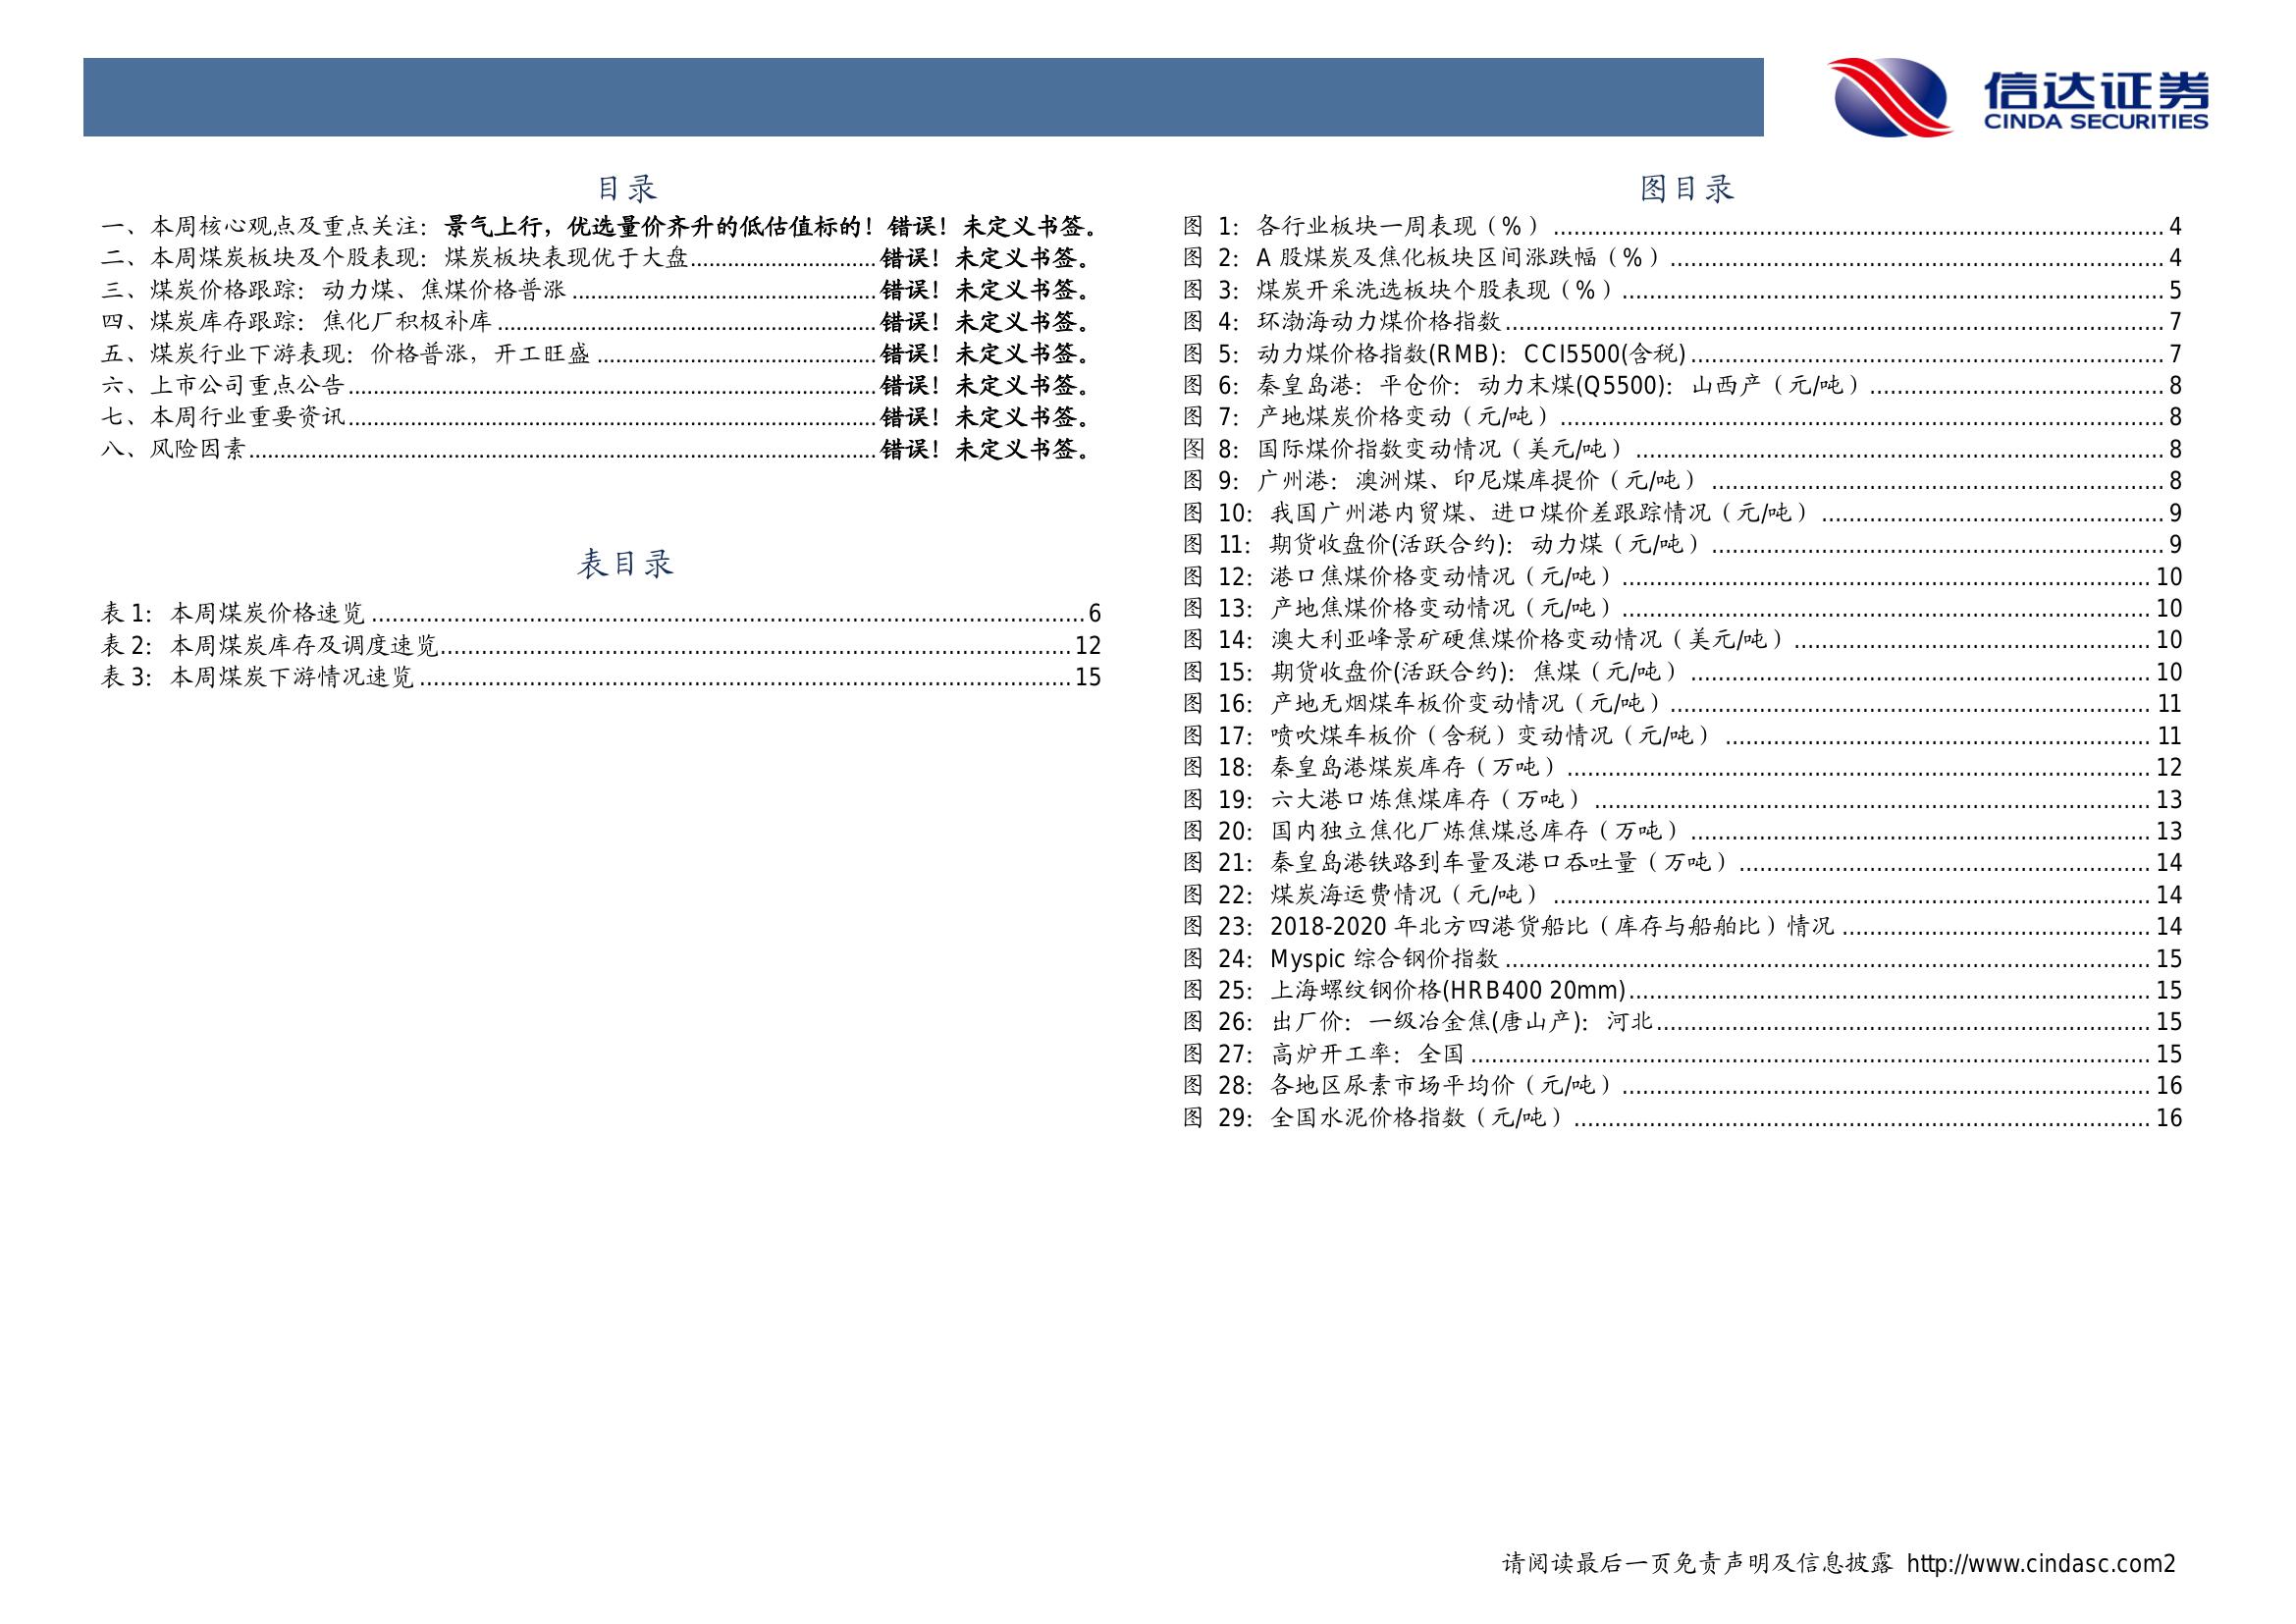 信达证券
CINDA SECURITIES
目录
一、本周核心观点及重点关注：景气上行，优选量价齐升的低估值标的！错误！未定义书签。
二、本周煤炭板块及个股表现：煤炭板块表现优于大盘..............................错误！未定义书签。
三、煤炭价格跟踪：动力煤、焦煤价格普涨..............................错误！未定义书签。
四、煤炭库存跟踪：焦化厂积极补库..............................错误！未定义书签。
五、煤炭行业下游表现：价格普涨，开工旺盛..............................错误！未定义书签。
六、上市公司重点公告..............................错误！未定义书签。
七、本周行业重要资讯..............................错误！未定义书签。
八、风险因素..............................错误！未定义书签。
表目录
表 1：本周煤炭价格速览..............................6
表 2：本周煤炭库存及调度速览..............................12
表 3：本周煤炭下游情况速览..............................15
图目录
图 1：各行业板块一周表现（%）..............................4
图 2：A 股煤炭及焦化板块区间涨跌幅（%）..............................4
图 3：煤炭开采洗选板块个股表现（%）..............................5
图 4：环渤海动力煤价格指数..............................7
图 5：动力煤价格指数(RMB)：CCI5500(含税)..............................7
图 6：秦皇岛港：平仓价：动力末煤(Q5500)：山西产（元/吨）..............................8
图 7：产地煤炭价格变动（元/吨）..............................8
图 8：国际煤价指数变动情况（美元/吨）..............................8
图 9：广州港：澳洲煤、印尼煤库提价（元/吨）..............................8
图 10：我国广州港内贸煤、进口煤价差跟踪情况（元/吨）..............................9
图 11：期货收盘价(活跃合约)：动力煤（元/吨）..............................9
图 12：港口焦煤价格变动情况（元/吨）..............................10
图 13：产地焦煤价格变动情况（元/吨）..............................10
图 14：澳大利亚峰景矿硬焦煤价格变动情况（美元/吨）..............................10
图 15：期货收盘价(活跃合约)：焦煤（元/吨）..............................10
图 16：产地无烟煤车板价变动情况（元/吨）..............................11
图 17：喷吹煤车板价（含税）变动情况（元/吨）..............................11
图 18：秦皇岛港煤炭库存（万吨）..............................12
图 19：六大港口炼焦煤库存（万吨）..............................13
图 20：国内独立焦化厂炼焦煤总库存（万吨）..............................13
图 21：秦皇岛港铁路到车量及港口吞吐量（万吨）..............................14
图 22：煤炭海运费情况（元/吨）..............................14
图 23：2018-2020 年北方四港货船比（库存与船舶比）情况..............................14
图 24：Myspic 综合钢价指数..............................15
图 25：上海螺纹钢价格(HRB400 20mm)..............................15
图 26：出厂价：一级冶金焦(唐山产)：河北..............................15
图 27：高炉开工率：全国..............................15
图 28：各地区尿素市场平均价（元/吨）..............................16
图 29：全国水泥价格指数（元/吨）..............................16
请阅读最后一页免责声明及信息披露 http://www.cindasc.com2